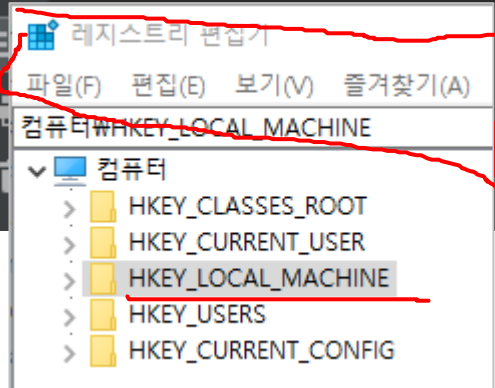 레지스트리 편집기
파일(F) 편집(E) 보기(V) 즐겨찾기(A)
컴퓨터₩HKEY_LOCAL_MACHINE
컴퓨터
HKEY_CLASSES_ROOT
HKEY_CURRENT_USER
HKEY_LOCAL_MACHINE
HKEY_USERS
HKEY_CURRENT_CONFIG